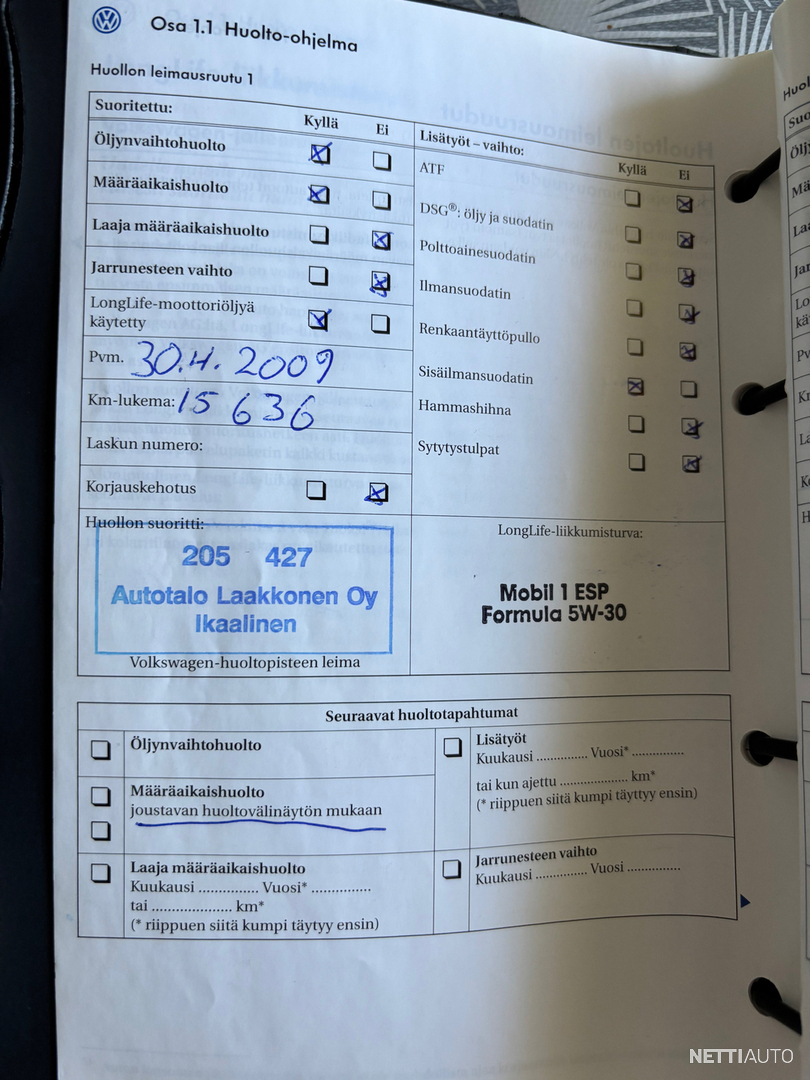 Osa 1.1 Huolto-ohjelma
Huollon leimausruutu 1
Suoritettu:
Kyllä Ei
Öljynvaihtohuolto
Määräaikaishuolto
Laaja määräaikaishuolto
Jarrunesteen vaihto
LongLife-moottoriöljyä
käytetty
Pvm. 30.4. 2009
Km-lukema: 15 636
Laskun numero:
Korjauskehotus
Lisätyöt – vaihto:
Kyllä Ei
ATF
DSG®: öljy ja suodatin
Polttoainesuodatin
Ilmansuodatin
Renkaantäyttöpullo
Sisäilmansuodatin
Hammashihna
Sytytystulpat
Huollon suoritti:
205 427
Autotalo Laakkonen Oy
Ikaalinen
Volkswagen-huoltopisteen leima
LongLife-liikkumisturva:
Mobil 1 ESP
Formula 5W-30
Seuraavat huoltotapahtumat
Öljynvaihtohuolto
Määräaikaishuolto
joustavan huoltovälinäytön mukaan
Laaja määräaikaishuolto
Kuukausi ............... Vuosi* ...............
tai ..................... km*
(* riippuen siitä kumpi täytyy ensin)
Lisätyöt
Kuukausi ............. Vuosi* .............
tai kun ajettu .................... km*
(* riippuen siitä kumpi täyttyy ensin)
Jarrunesteen vaihto
Kuukausi ............. Vuosi .............
NETTIAUTO